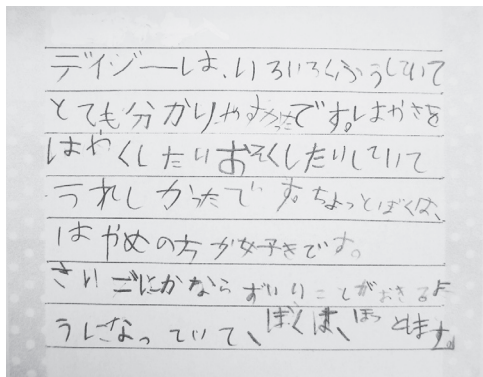 デイジーは、いろいろくふうしていて
とても分かりやすかったです。はやさを
はやくしたりおそくしたりしていて
うれしかったです。ちょっとぼくは、
はやめの方が好きです。
さいごにかならずいいことがおきるよ
うになっていて、ぼくは、ほっとします。